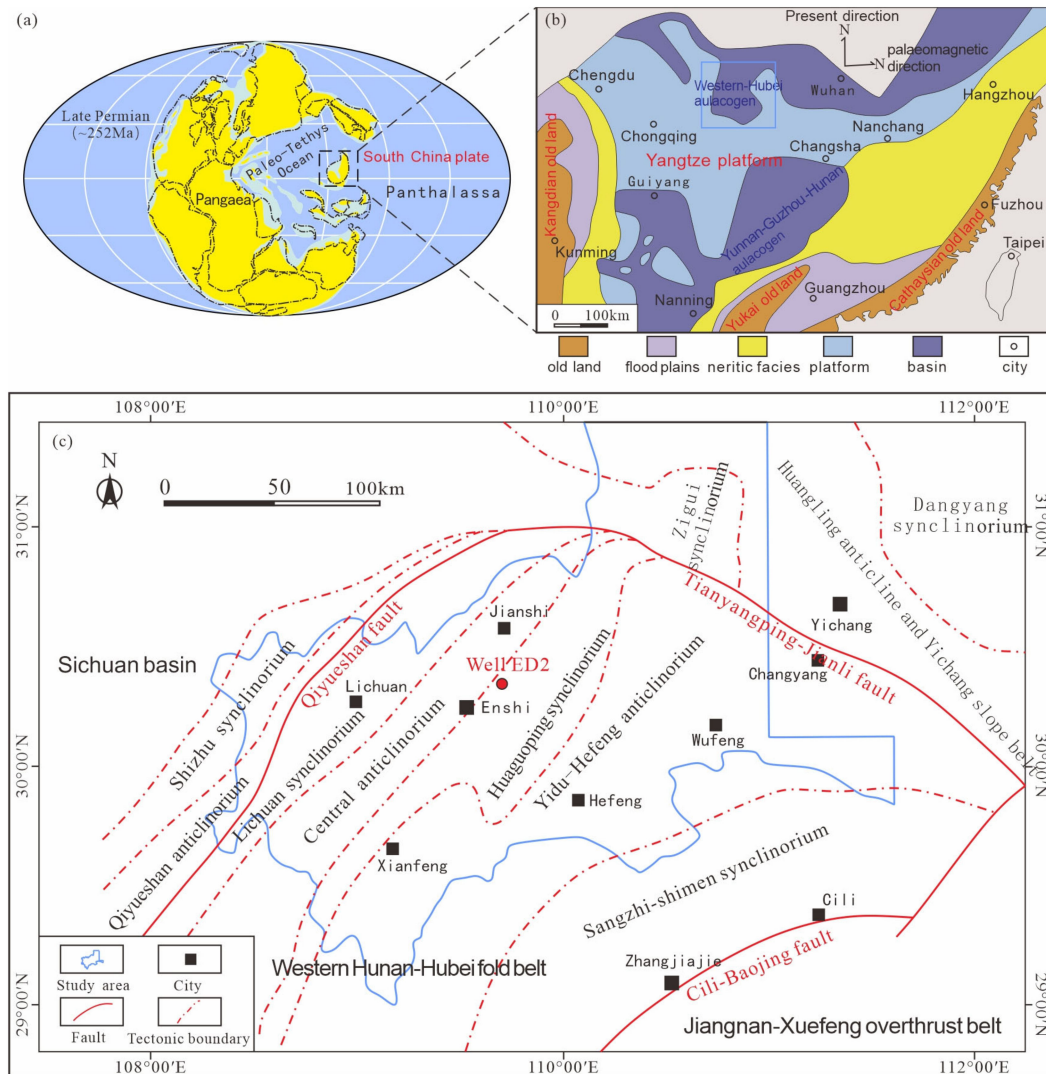 (a)
Late Permian
(~252Ma)
Paleo-Tethys
Ocean
South China plate
Pangaea
Panthalassa
(b)
Present direction
N
palaeomagnetic
direction
N
Chengdu
Western-Hubei
aulacogen
Wuhan
Hangzhou
Chongqing
Nanchang
Changsha
Yangtze platform
Kangdian old land
Guiyang
Yunnan-Guzhou-Hunan
aulacogen
Fuzhou
Kunming
Taipei
Cathaysian old land
Nanning
Yukai old land
Guangzhou
0 100km
old land
flood plains
neritic facies
platform
basin
city
108°00′E
110°00′E
112°00′E
(c)
N
0 50 100km
31°00′N
31°00′N
Zigui
synclinorium
Huangling anticline and Yichang slope belt
Dangyang
synclinorium
Tianyangping-Jianli fault
Jianshi
Yichang
Sichuan basin
Qiyueshan fault
Well ED2
Changyang
Shizhu synclinorium
Lichuan
Enshi
Wufeng
Huaguoping synclinorium
Yidu-Hefeng anticlinorium
30°00′N
30°00′N
Lichuan synclinorium
Central anticlinorium
Hefeng
Qiyueshan anticlinorium
Xianfeng
Sangzhi-shimen synclinorium
Cili
Study area
City
Western Hunan-Hubei fold belt
Zhangjiajie
Cili-Baojing fault
29°00′N
29°00′N
Fault
Tectonic boundary
Jiangnan-Xuefeng overthrust belt
108°00′E
110°00′E
112°00′E